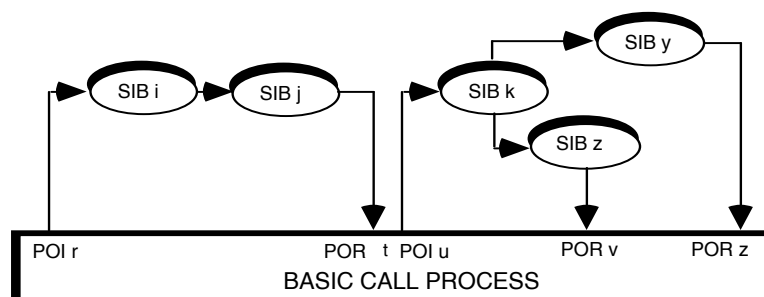 SIB y
SIB i
SIB j
SIB k
SIB z
POI r
POR t
POI u
POR v
POR z
BASIC CALL PROCESS